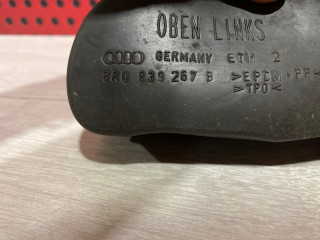 OBEN LINKS
GERMANY ETM 2
8R0 839 267 B >EPDM·PP<
>TPO<